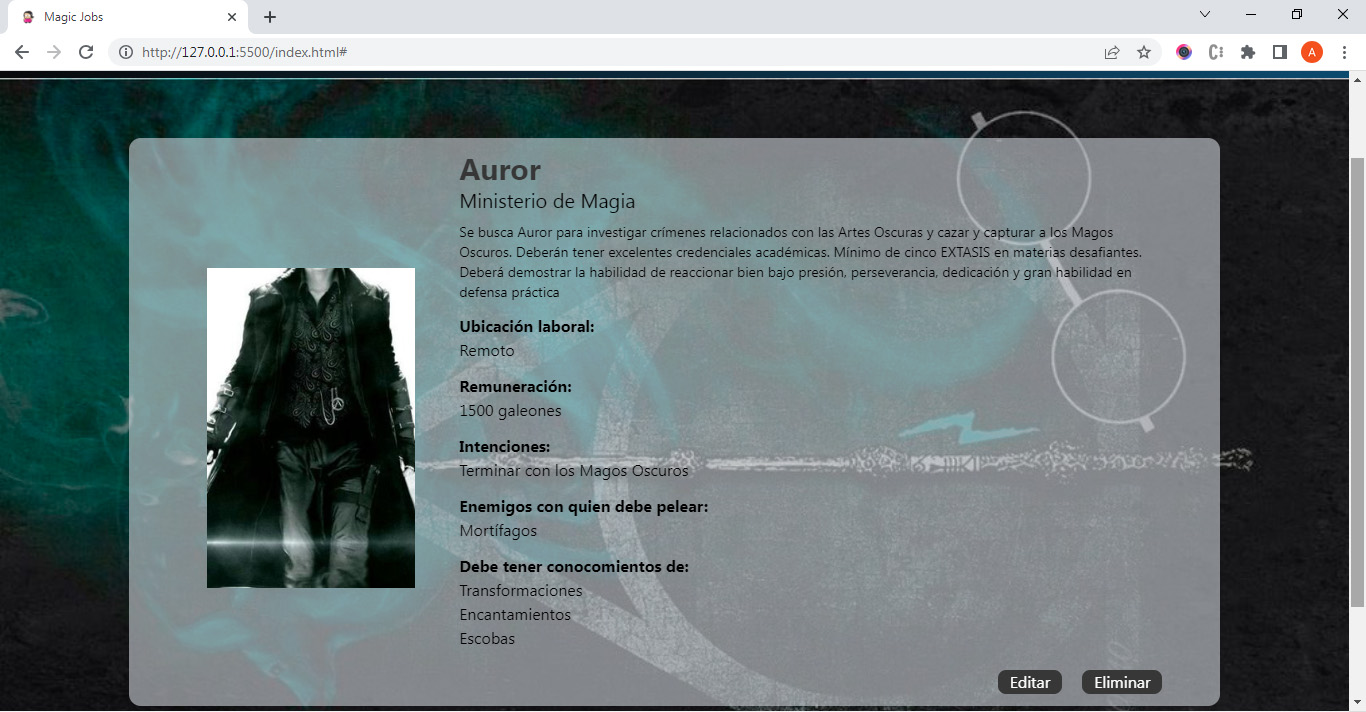 Magic Jobs
http://127.0.0.1:5500/index.html#
A
Auror
Ministerio de Magia
Se busca Auror para investigar crímenes relacionados con las Artes Oscuras y cazar y capturar a los Magos
Oscuros. Deberán tener excelentes credenciales académicas. Mínimo de cinco EXTASIS en materias desafiantes.
Deberá demostrar la habilidad de reaccionar bien bajo presión, perseverancia, dedicación y gran habilidad en
defensa práctica
Ubicación laboral:
Remoto
Remuneración:
1500 galeones
Intenciones:
Terminar con los Magos Oscuros
Enemigos con quien debe pelear:
Mortífagos
Debe tener conocomientos de:
Transformaciones
Encantamientos
Escobas
Editar Eliminar